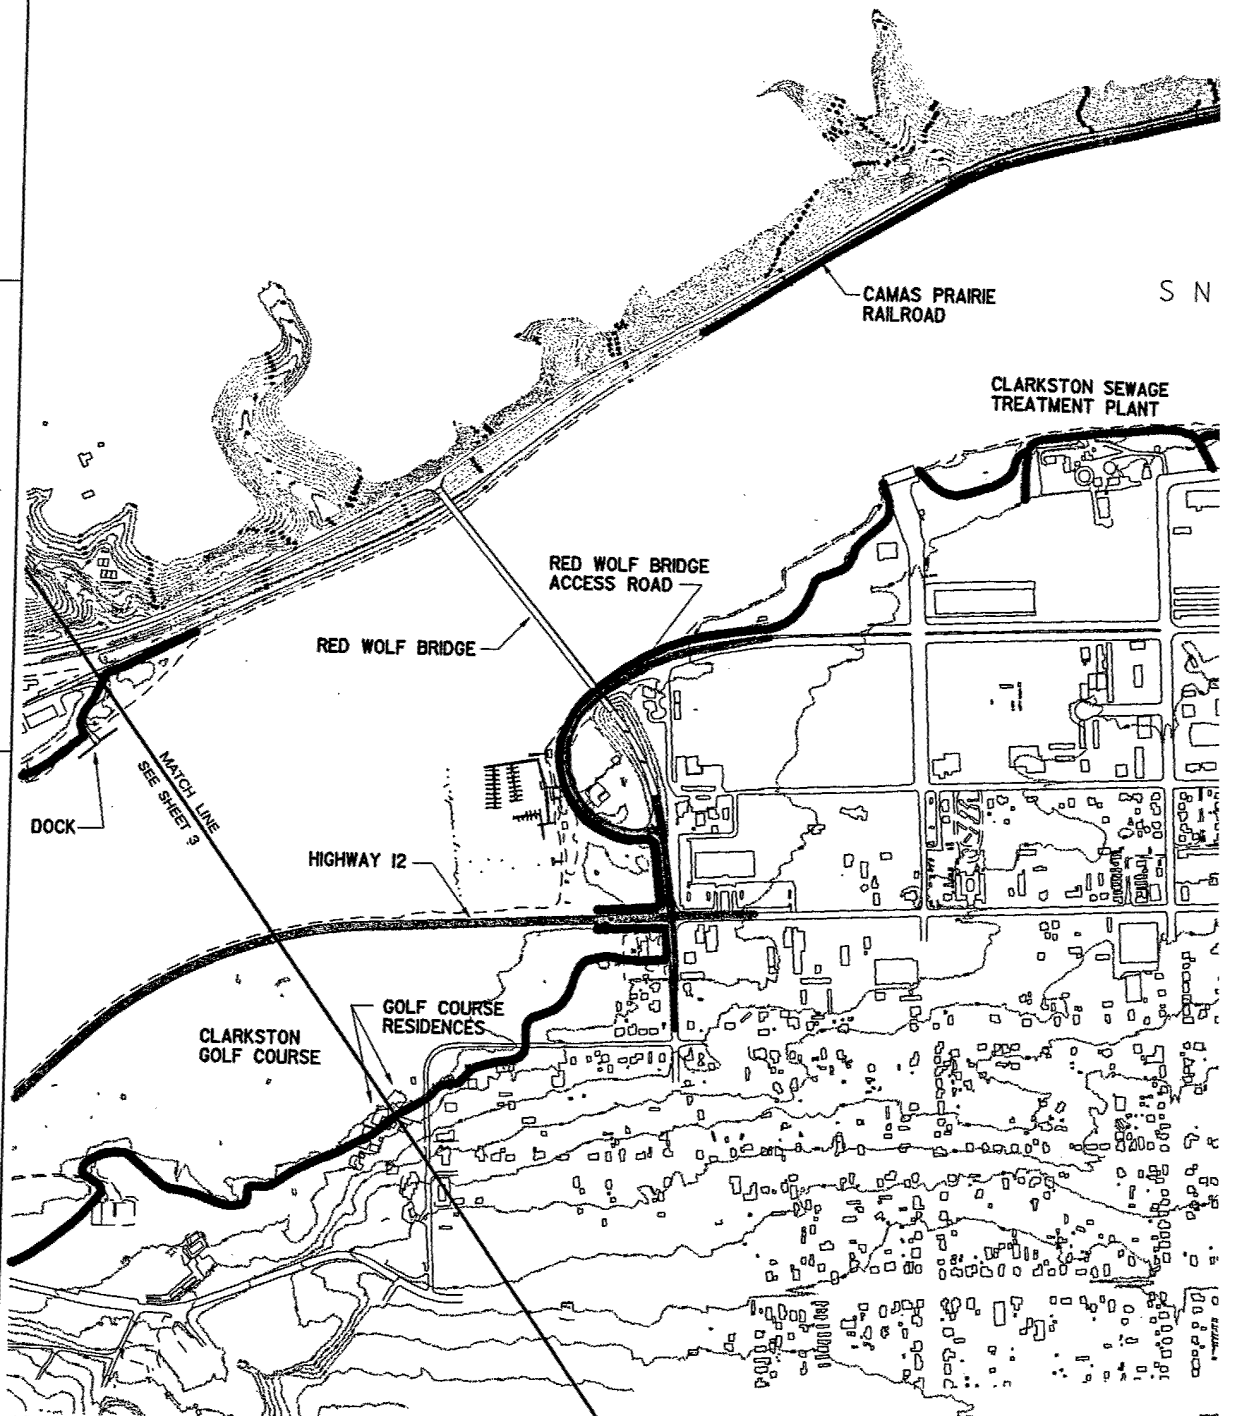 CAMAS PRAIRIE
RAILROAD
S N
CLARKSTON SEWAGE
TREATMENT PLANT
RED WOLF BRIDGE
ACCESS ROAD
RED WOLF BRIDGE
MATCH LINE
SEE SHEET 3
DOCK
HIGHWAY 12
GOLF COURSE
RESIDENCES
CLARKSTON
GOLF COURSE